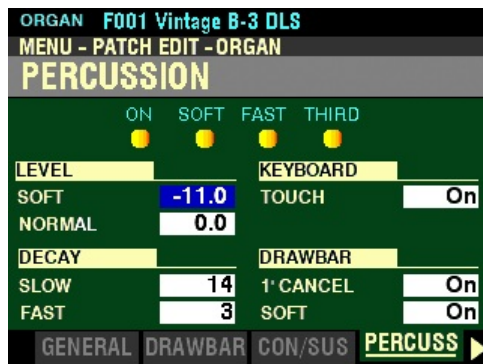 ORGAN F001 Vintage B-3 DLS
MENU - PATCH EDIT - ORGAN
PERCUSSION
ON SOFT FAST THIRD
LEVEL KEYBOARD
SOFT -11.0 TOUCH On
NORMAL 0.0
DECAY DRAWBAR
SLOW 14 1' CANCEL On
FAST 3 SOFT On
GENERAL DRAWBAR CON/SUS PERCUSS